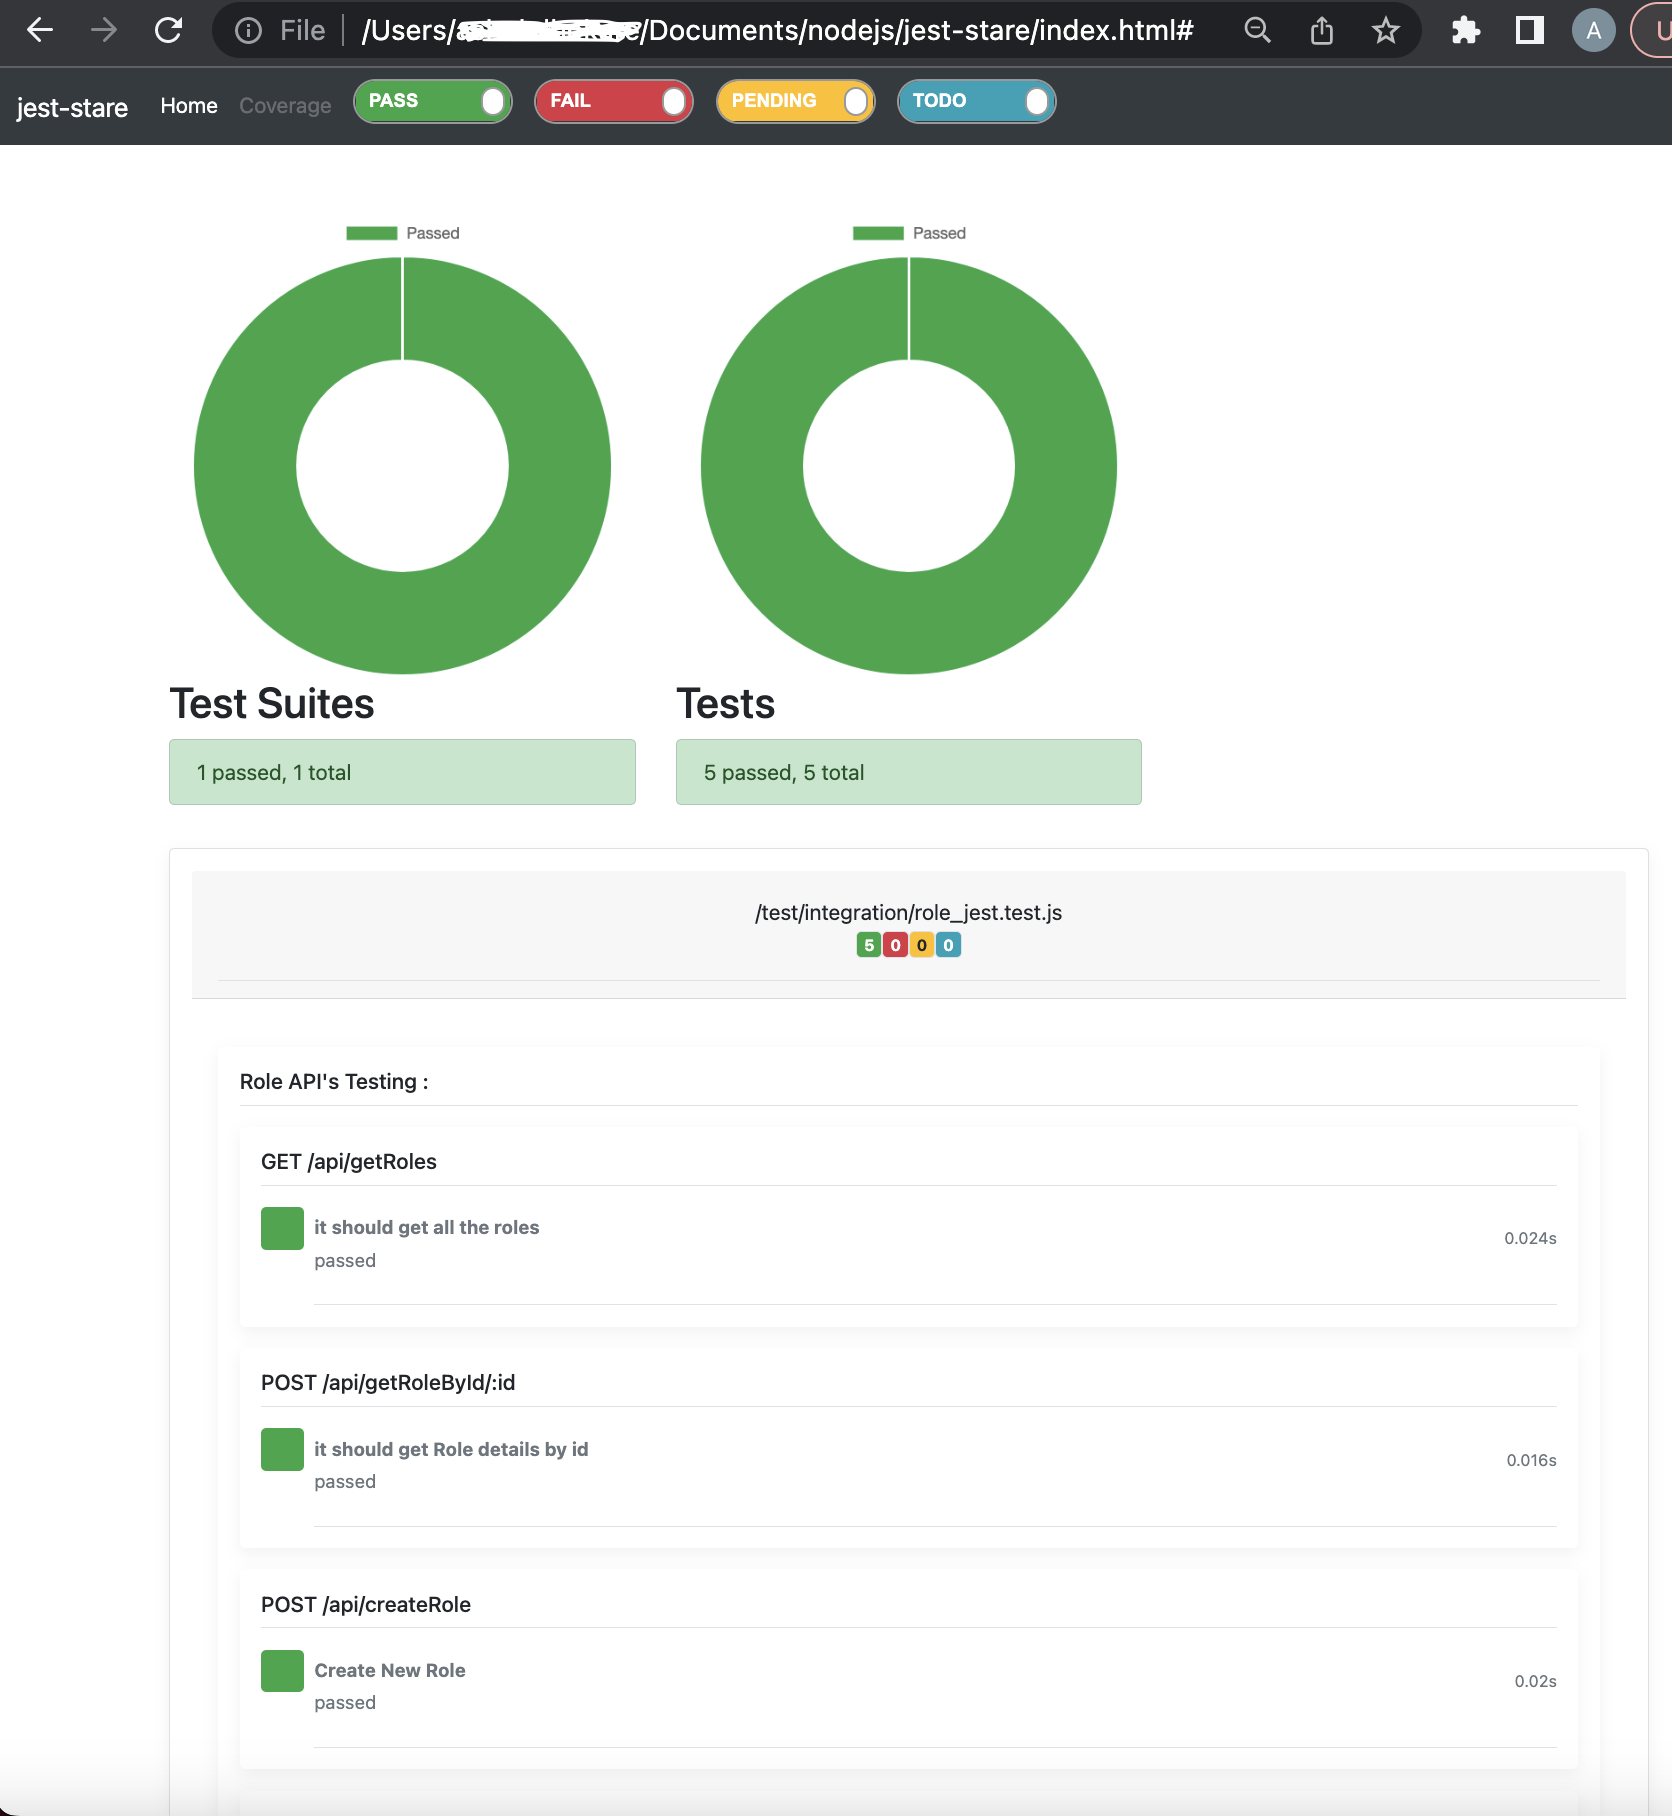 File /Users/ /Documents/nodejs/jest-stare/index.html#
A
U
jest-stare Home Coverage PASS FAIL PENDING TODO
Passed Passed
Test Suites Tests
1 passed, 1 total 5 passed, 5 total
/test/integration/role_jest.test.js
5 0 0 0
Role API's Testing :
GET /api/getRoles
it should get all the roles
0.024s
passed
POST /api/getRoleById/:id
it should get Role details by id
0.016s
passed
POST /api/createRole
Create New Role
0.02s
passed